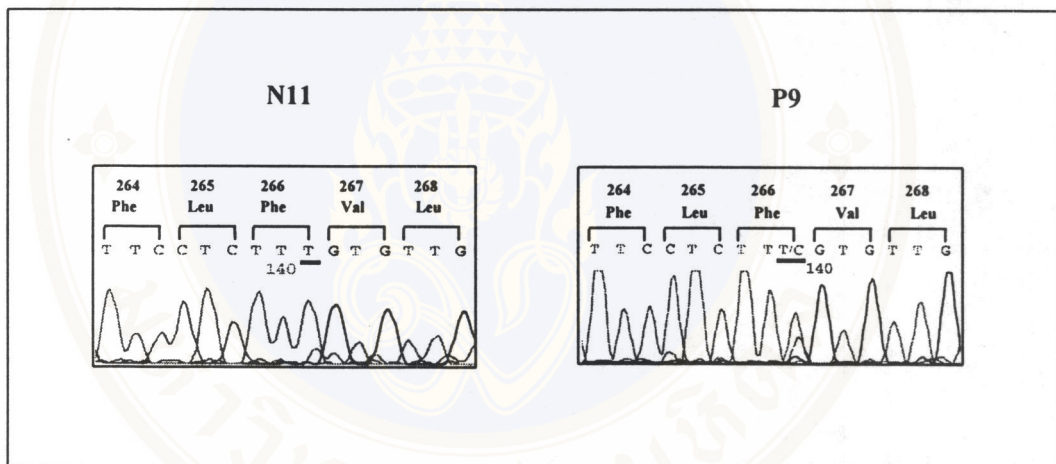 N11
264 265 266 267 268
Phe Leu Phe Val Leu
T T C C T C T T T G T G T T G
140
P9
264 265 266 267 268
Phe Leu Phe Val Leu
T T C C T C T T T/C G T G T T G
140